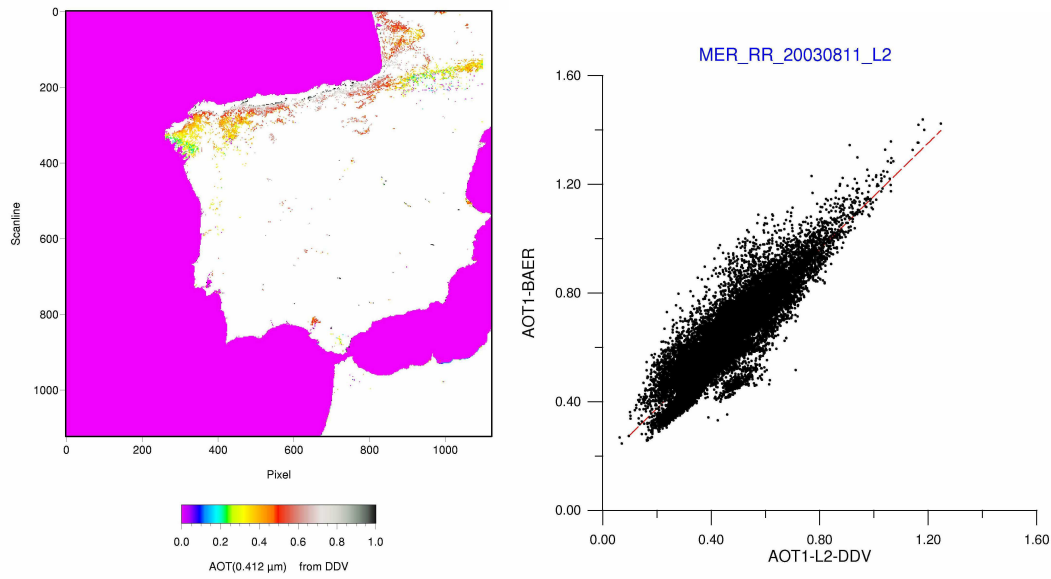 0
200
400
600
800
1000
Scanline
0 200 400 600 800 1000
Pixel
0.0 0.2 0.4 0.6 0.8 1.0
AOT(0.412 µm) from DDV
MER_RR_20030811_L2
1.60
1.20
0.80
0.40
0.00
AOT1-BAER
0.00 0.40 0.80 1.20 1.60
AOT1-L2-DDV